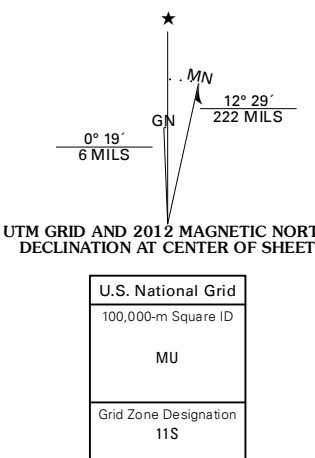 ★
MN
12° 29´
222 MILS
GN
0° 19´
6 MILS
UTM GRID AND 2012 MAGNETIC NORT
DECLINATION AT CENTER OF SHEET
U.S. National Grid
100,000-m Square ID
MU
Grid Zone Designation
11S